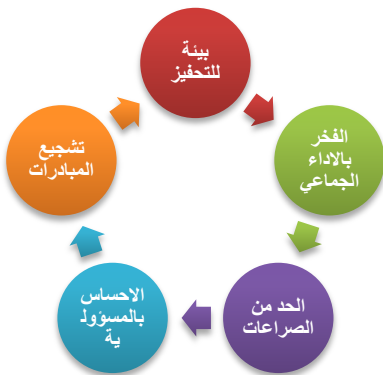 بيئة
للتحفيز
الفخر
بالاداء
الجماعي
الحد من
الصراعات
الاحساس
بالمسؤول
ية
تشجيع
المبادرات